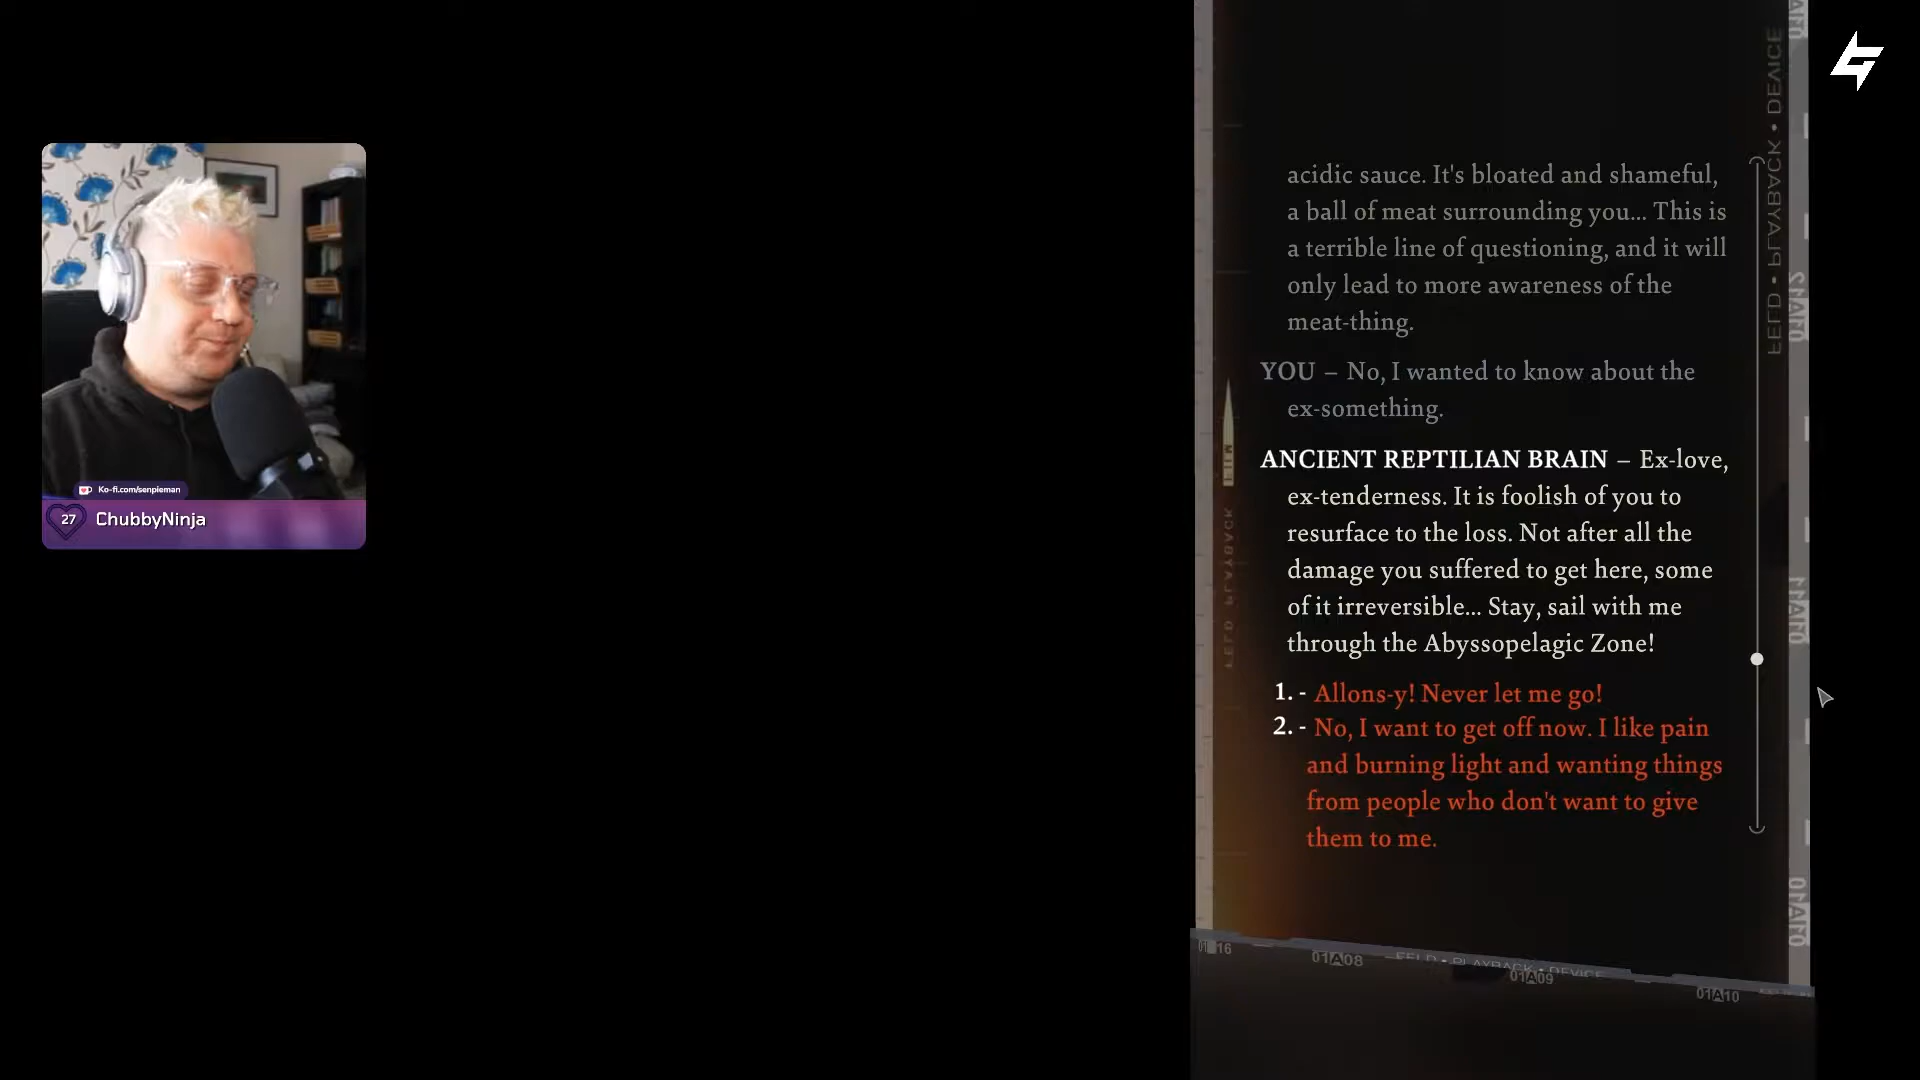 acidic sauce. It's bloated and shameful,
a ball of meat surrounding you... This is
a terrible line of questioning, and it will
only lead to more awareness of the
meat-thing.
YOU – No, I wanted to know about the
ex-something.
ANCIENT REPTILIAN BRAIN – Ex-love,
ex-tenderness. It is foolish of you to
resurface to the loss. Not after all the
damage you suffered to get here, some
of it irreversible... Stay, sail with me
through the Abyssopelagic Zone!
1. - Allons-y! Never let me go!
2. - No, I want to get off now. I like pain
and burning light and wanting things
from people who don't want to give
them to me.
Ko-fi.com/senpieman
27 ChubbyNinja
FELD • PLAYBACK • DEVICE
FELD PLAYBACK
01A08
FELD • PLAYBACK • DEVICE
01A09
01A10